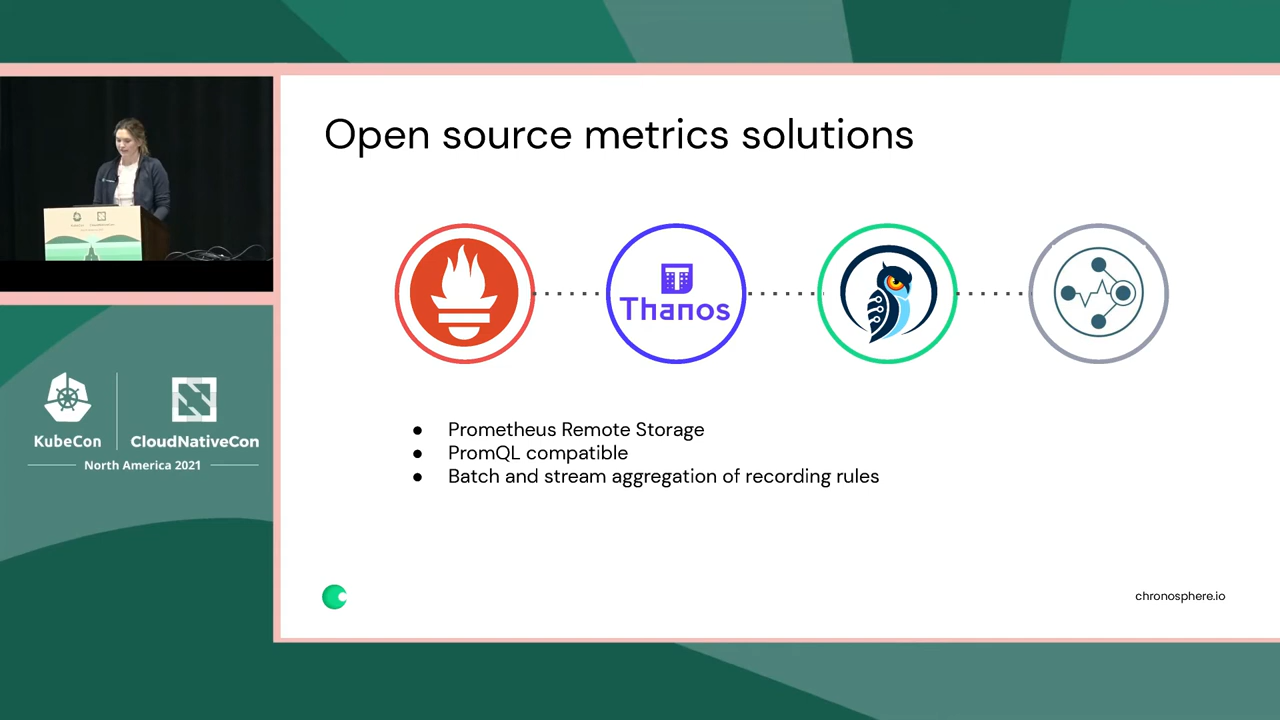 Open source metrics solutions
Thanos
● Prometheus Remote Storage
● PromQL compatible
● Batch and stream aggregation of recording rules
chronosphere.io
KubeCon
CloudNativeCon
North America 2021